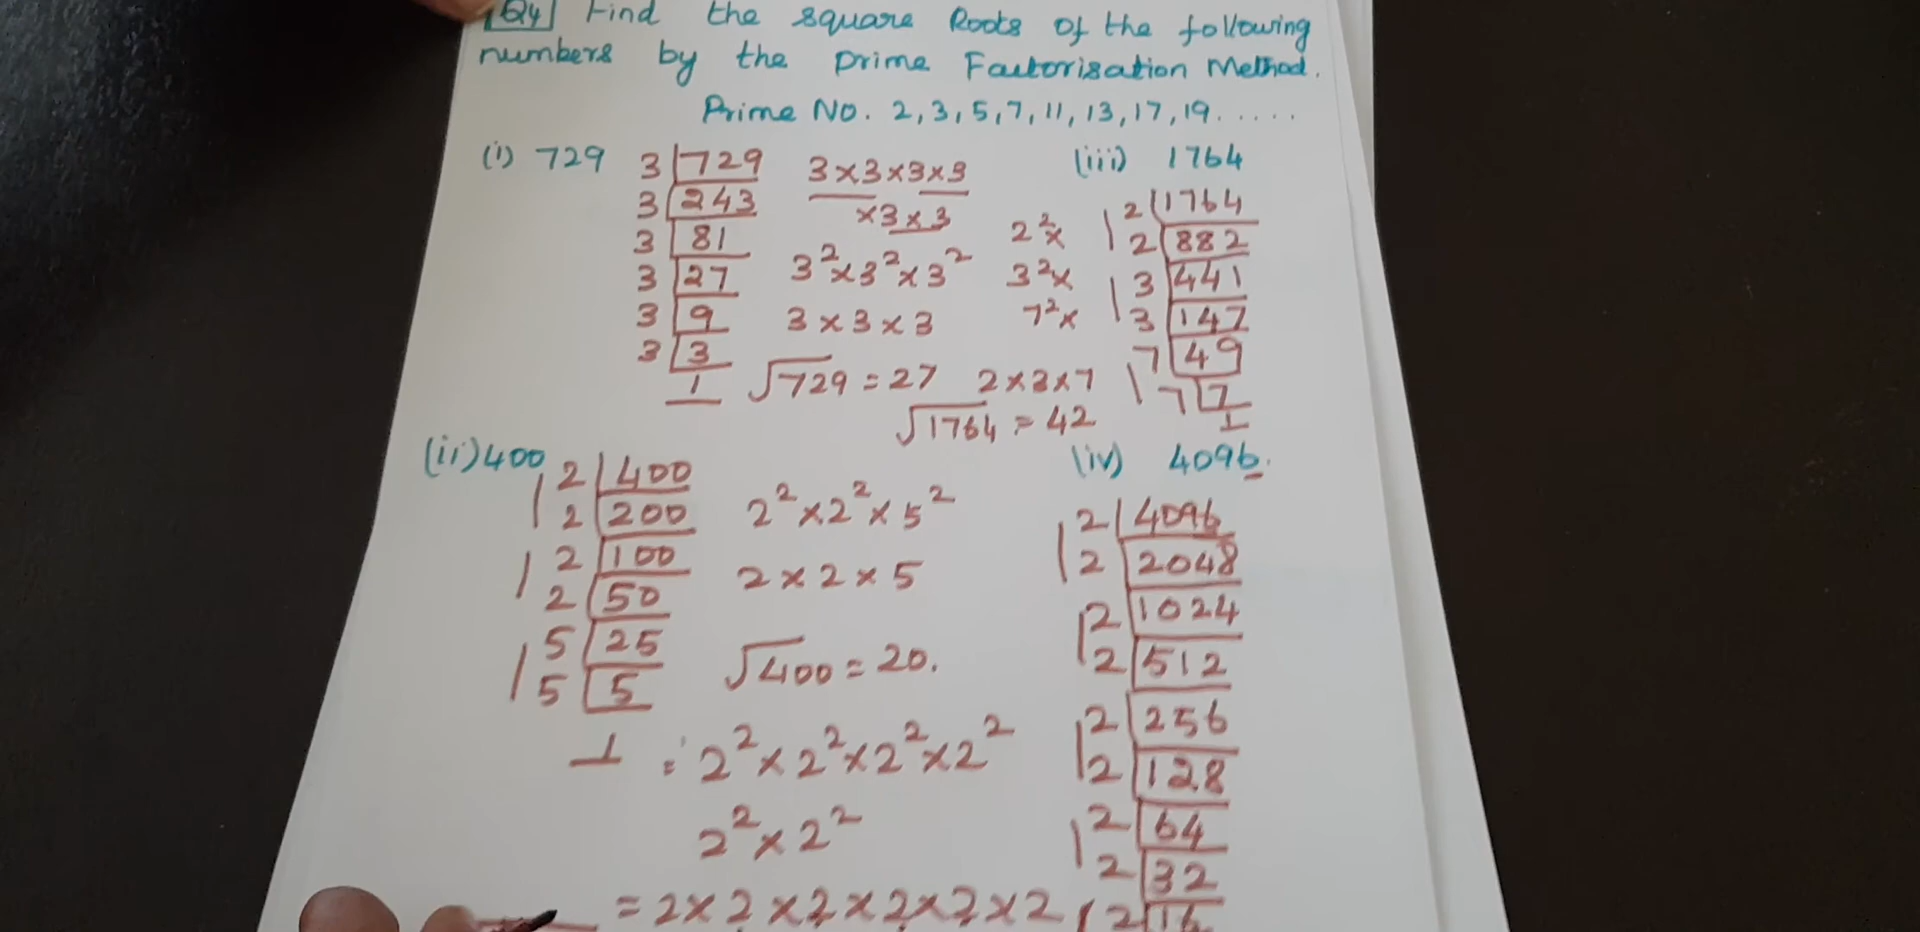 Q4 Find the square Roots of the following
numbers by the prime Factorisation Method.
Prime No. 2, 3, 5, 7, 11, 13, 17, 19.....
(i) 729
3 | 729
3 | 243
3 | 81
3 | 27
3 | 9
3 | 3
1
3 x 3 x 3 x 3
x 3 x 3
3² x 3² x 3²
3 x 3 x 3
√729 = 27
(iii) 1764
2 | 1764
2 | 882
3 | 441
3 | 147
7 | 49
7 | 7
1
2² x
3² x
7² x
2 x 3 x 7
√1764 = 42
(ii) 400
2 | 400
2 | 200
2 | 100
2 | 50
5 | 25
5 | 5
1
2² x 2² x 5²
2 x 2 x 5
√400 = 20.
(iv) 4096.
2 | 4096
2 | 2048
2 | 1024
2 | 512
2 | 256
2 | 128
2 | 64
2 | 32
2 | 16
= 2² x 2² x 2² x 2²
2² x 2²
= 2 x 2 x 2 x 2 x 2 x 2